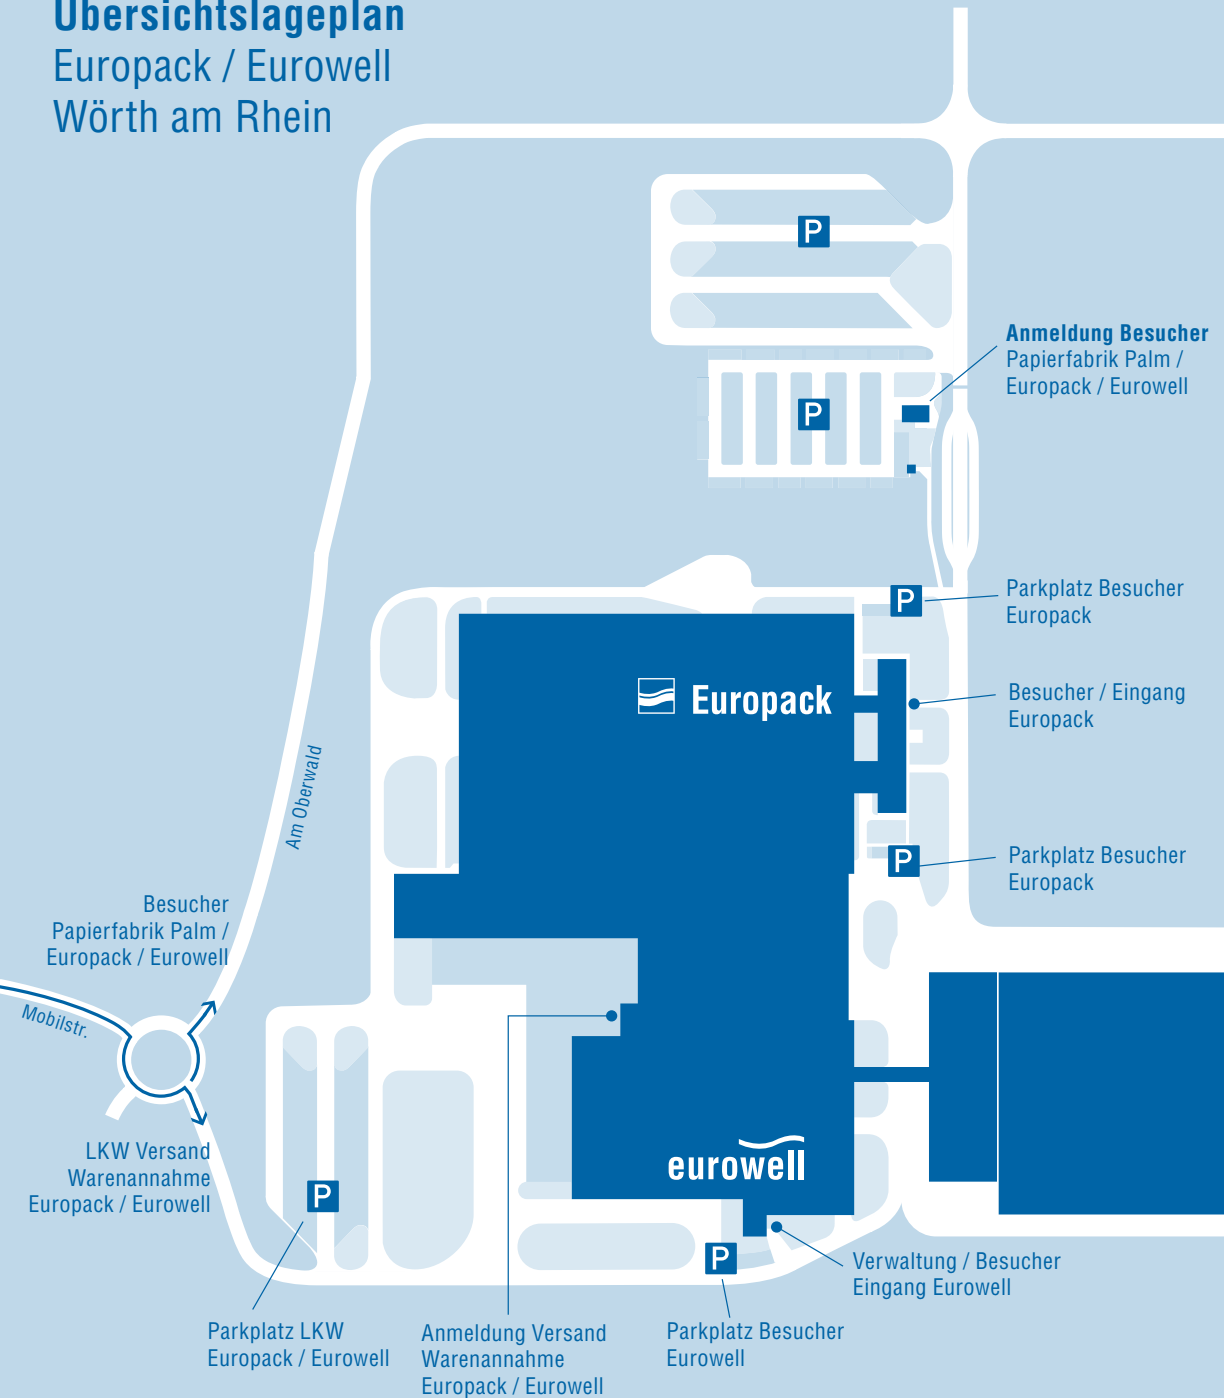 Übersichtslageplan
Europack / Eurowell
Wörth am Rhein
P
P
Anmeldung Besucher
Papierfabrik Palm /
Europack / Eurowell
P
Parkplatz Besucher
Europack
Europack
Besucher / Eingang
Europack
Am Oberwald
P
Parkplatz Besucher
Europack
Besucher
Papierfabrik Palm /
Europack / Eurowell
Mobilstr.
LKW Versand
Warenannahme
Europack / Eurowell
eurowell
P
P
Verwaltung / Besucher
Eingang Eurowell
Parkplatz LKW
Europack / Eurowell
Anmeldung Versand
Warenannahme
Europack / Eurowell
Parkplatz Besucher
Eurowell